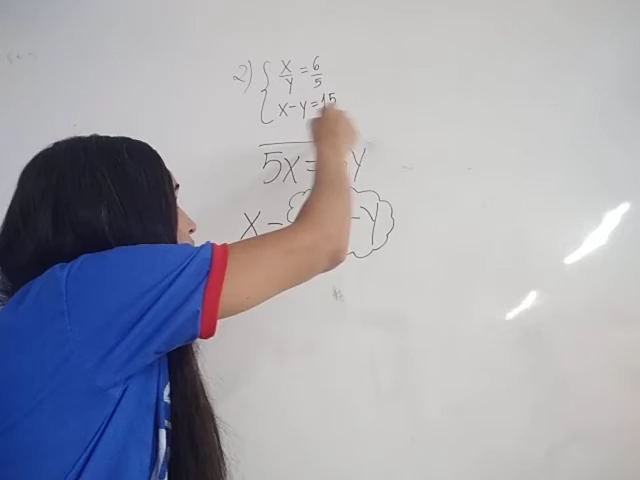 2) { x/y = 6/5
x - y = 15
5x = y
x - - y